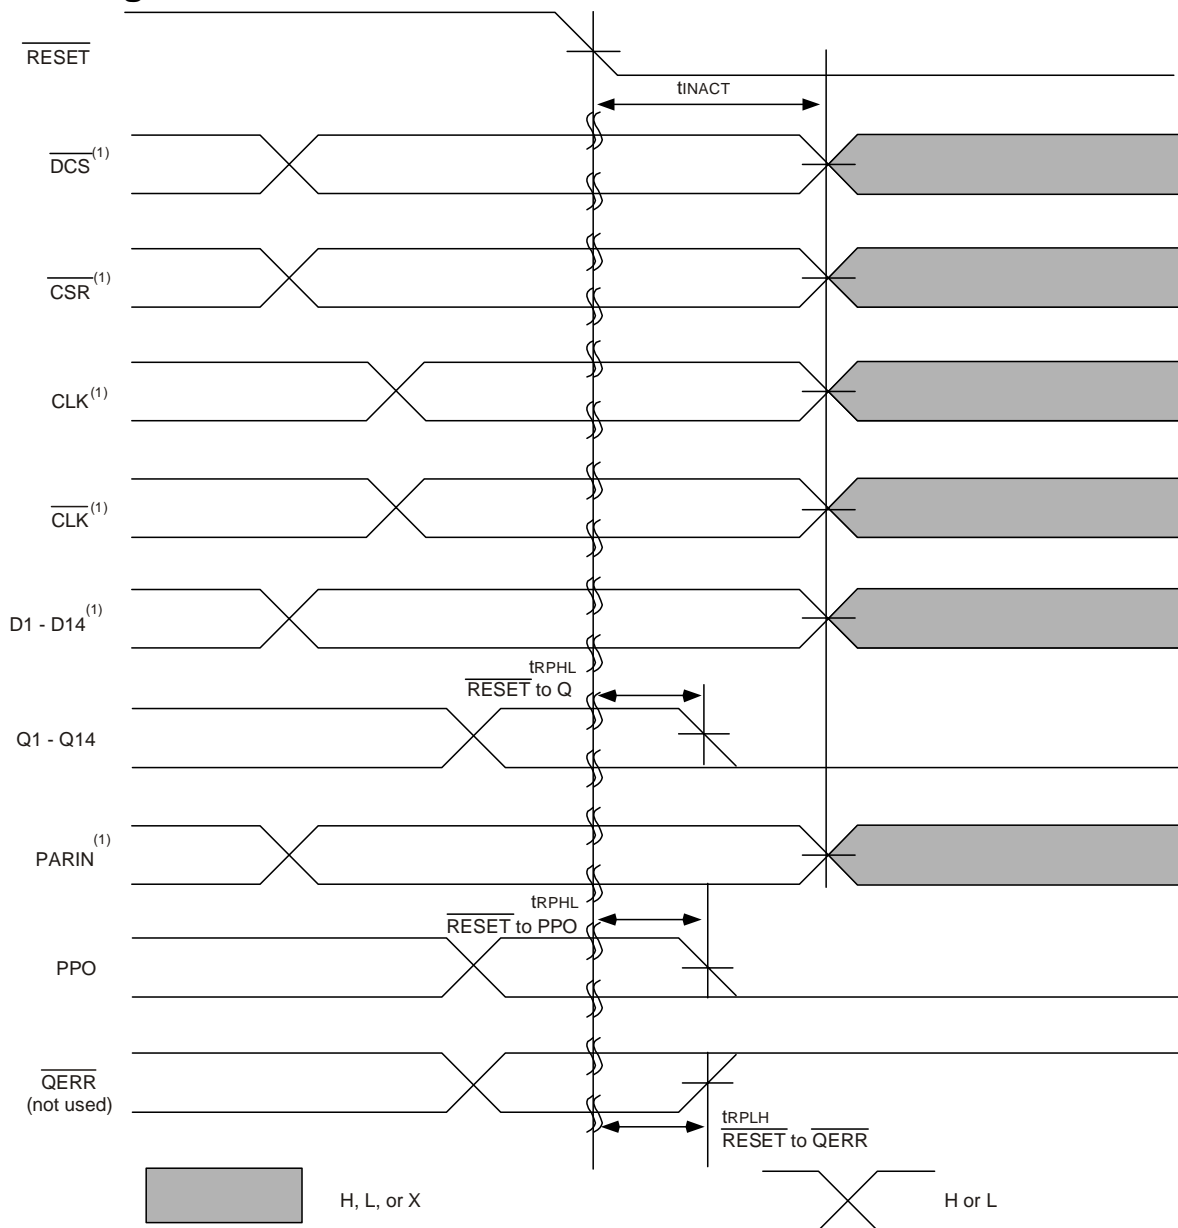 RESET
tINACT
DCS(1)
CSR(1)
CLK(1)
CLK(1)
D1 - D14(1)
tRPHL
RESET to Q
Q1 - Q14
PARIN(1)
tRPHL
RESET to PPO
PPO
QERR
(not used)
tRPLH
RESET to QERR
H, L, or X
H or L